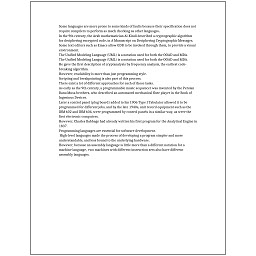 Some languages are more prone to some kinds of faults because their specification does not
require compilers to perform as much checking as other languages.
In the 9th century, the Arab mathematician Al-Kindi described a cryptographic algorithm
for deciphering encrypted code, in A Manuscript on Deciphering Cryptographic Messages.
Some text editors such as Emacs allow GDB to be invoked through them, to provide a visual
environment.
The Unified Modeling Language (UML) is a notation used for both the OOAD and MDA.
The Unified Modeling Language (UML) is a notation used for both the OOAD and MDA.
He gave the first description of cryptanalysis by frequency analysis, the earliest code-
breaking algorithm.
However, readability is more than just programming style.
Scripting and breakpointing is also part of this process.
There exist a lot of different approaches for each of those tasks.
As early as the 9th century, a programmable music sequencer was invented by the Persian
Banu Musa brothers, who described an automated mechanical flute player in the Book of
Ingenious Devices.
Later a control panel (plug board) added to his 1906 Type I Tabulator allowed it to be
programmed for different jobs, and by the late 1940s, unit record equipment such as the
IBM 602 and IBM 604, were programmed by control panels in a similar way, as were the
first electronic computers.
However, Charles Babbage had already written his first program for the Analytical Engine in
1837.
Programming languages are essential for software development.
High-level languages made the process of developing a program simpler and more
understandable, and less bound to the underlying hardware.
However, because an assembly language is little more than a different notation for a
machine language, two machines with different instruction sets also have different
assembly languages.